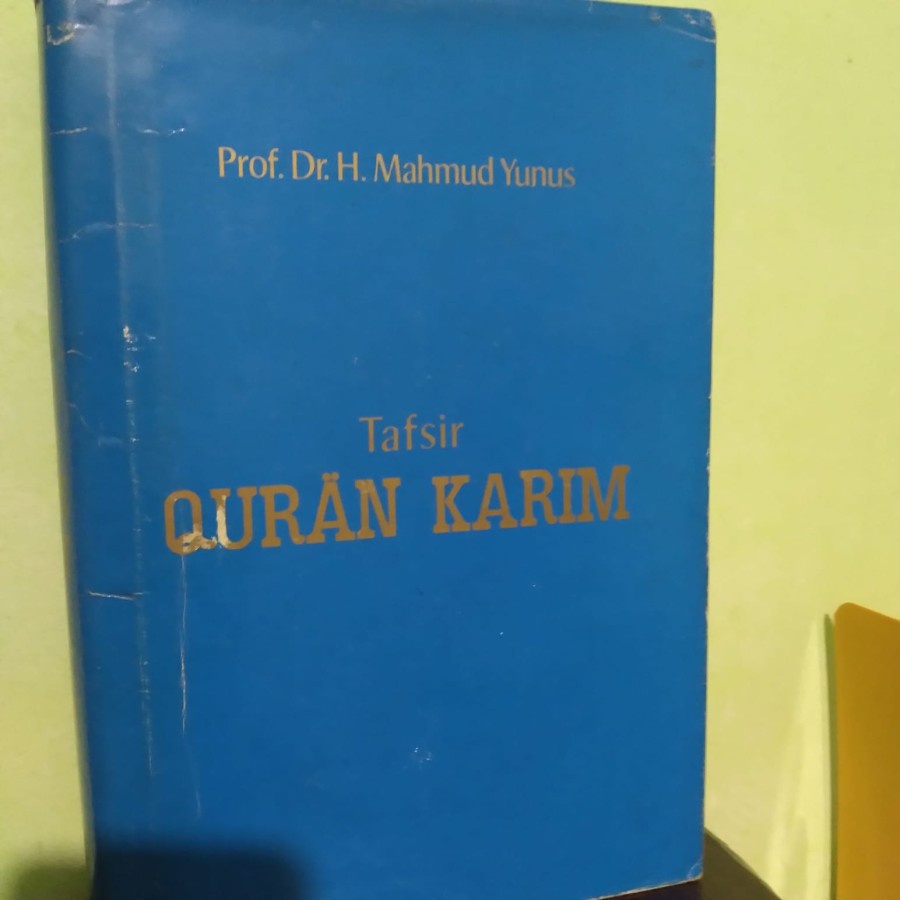 Prof. Dr. H. Mahmud Yunus
Tafsir
QURÄN KARIM